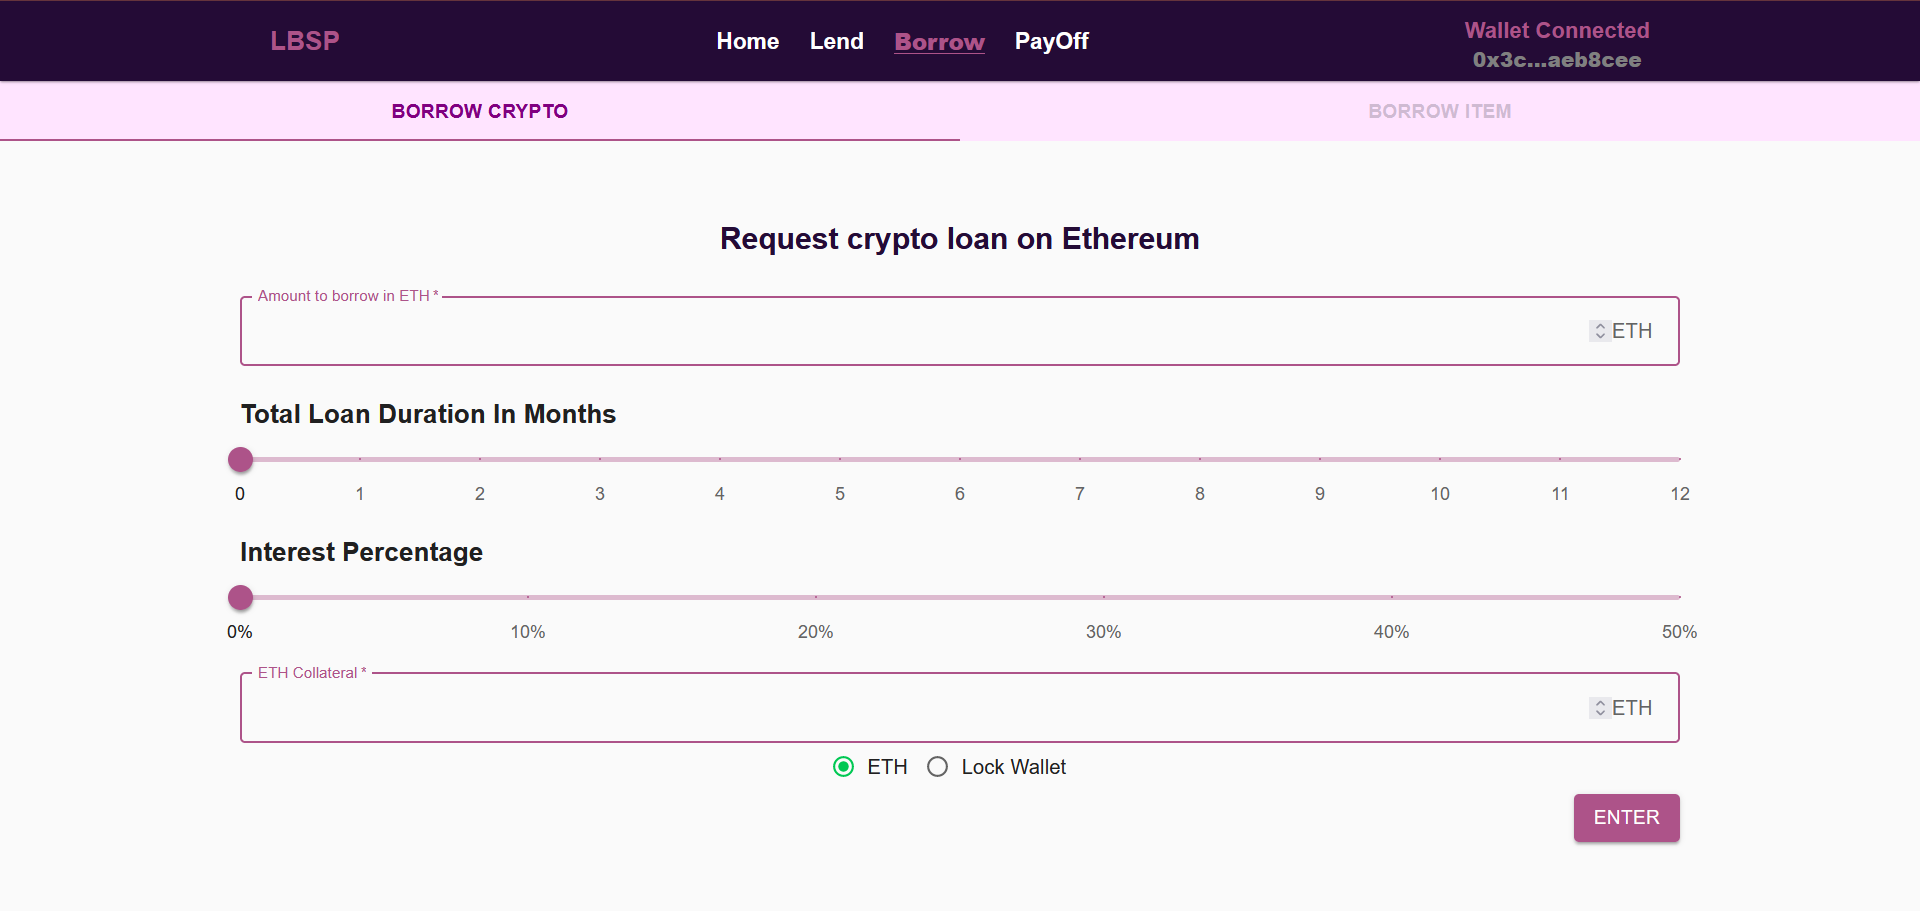 LBSP
Home Lend Borrow PayOff
Wallet Connected
0x3c...aeb8cee
BORROW CRYPTO
BORROW ITEM
Request crypto loan on Ethereum
Amount to borrow in ETH *
ETH
Total Loan Duration In Months
0 1 2 3 4 5 6 7 8 9 10 11 12
Interest Percentage
0% 10% 20% 30% 40% 50%
ETH Collateral *
ETH
ETH Lock Wallet
ENTER